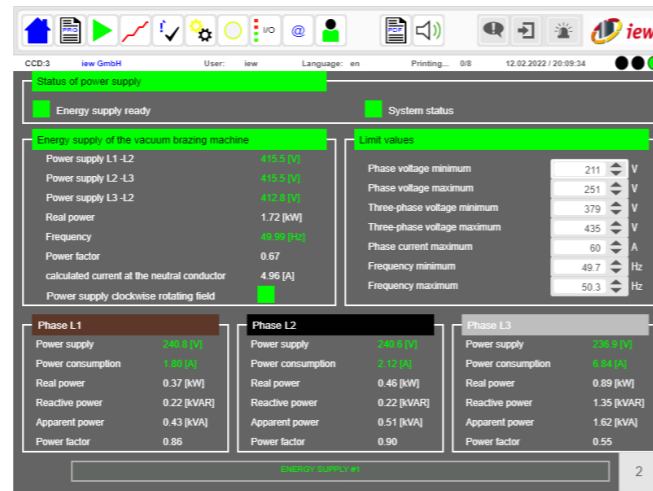 PRG I/O @ PDF iew
CCD:3 iew GmbH User: iew Language: en Printing... 0/8 12.02.2022 / 20:09:34
Status of power supply
Energy supply ready System status
Energy supply of the vacuum brazing machine
Power supply L1 -L2 415.5 [V]
Power supply L2 -L3 415.5 [V]
Power supply L3 -L2 412.8 [V]
Real power 1.72 [kW]
Frequency 49.99 [Hz]
Power factor 0.67
calculated current at the neutral conductor 4.96 [A]
Power supply clockwise rotating field
Limit values
Phase voltage minimum 211 V
Phase voltage maximum 251 V
Three-phase voltage minimum 379 V
Three-phase voltage maximum 435 V
Phase current maximum 60 A
Frequency minimum 49.7 Hz
Frequency maximum 50.3 Hz
Phase L1
Power supply 240.8 [V]
Power consumption 1.80 [A]
Real power 0.37 [kW]
Reactive power 0.22 [kVAR]
Apparent power 0.43 [kVA]
Power factor 0.86
Phase L2
Power supply 240.6 [V]
Power consumption 2.12 [A]
Real power 0.46 [kW]
Reactive power 0.22 [kVAR]
Apparent power 0.51 [kVA]
Power factor 0.90
Phase L3
Power supply 236.9 [V]
Power consumption 6.84 [A]
Real power 0.89 [kW]
Reactive power 1.35 [kVAR]
Apparent power 1.62 [kVA]
Power factor 0.55
ENERGY SUPPLY #1
2